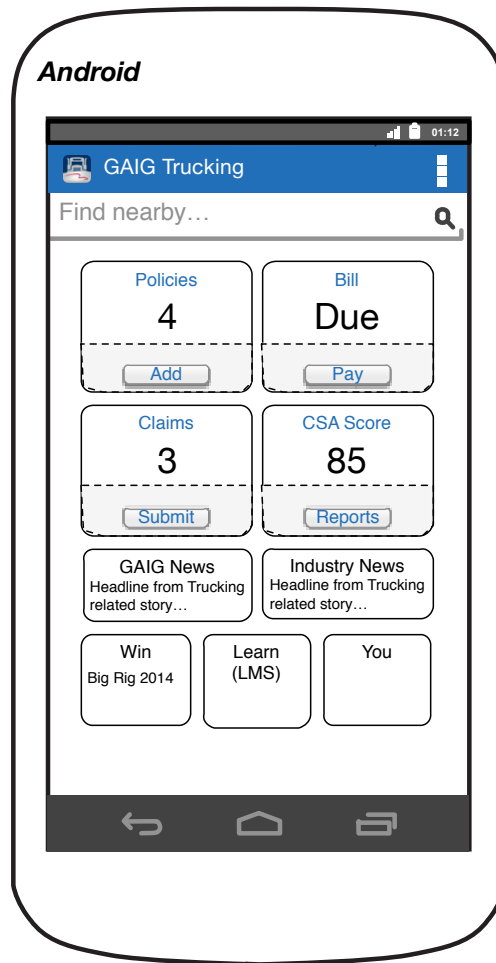 Android
01:12
GAIG Trucking
Find nearby…
Policies
4
Add
Bill
Due
Pay
Claims
3
Submit
CSA Score
85
Reports
GAIG News
Headline from Trucking
related story…
Industry News
Headline from Trucking
related story…
Win
Big Rig 2014
Learn
(LMS)
You